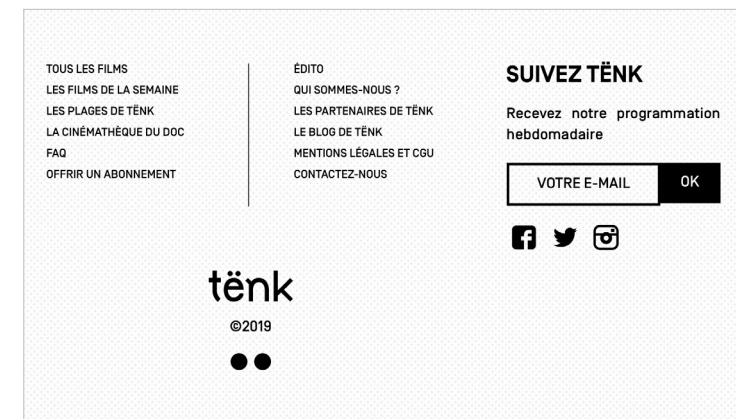 TOUS LES FILMS
LES FILMS DE LA SEMAINE
LES PLAGES DE TËNK
LA CINÉMATHÈQUE DU DOC
FAQ
OFFRIR UN ABONNEMENT
ÉDITO
QUI SOMMES-NOUS ?
LES PARTENAIRES DE TËNK
LE BLOG DE TËNK
MENTIONS LÉGALES ET CGU
CONTACTEZ-NOUS
SUIVEZ TËNK
Recevez notre programmation
hebdomadaire
VOTRE E-MAIL OK
tënk
©2019